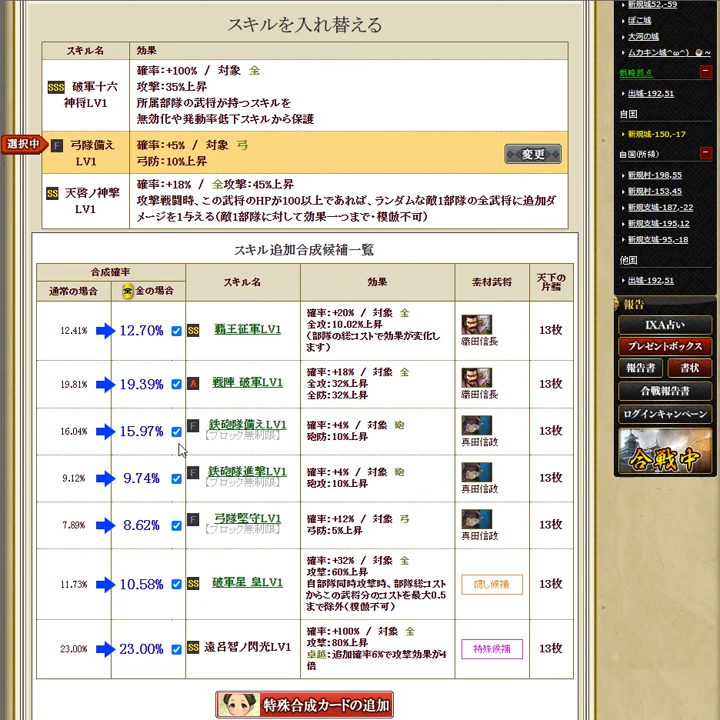 スキルを入れ替える
スキル名 効果
SSS 破軍十六神将LV1
確率:+100% / 対象 全
攻撃:35%上昇
所属部隊の武将が持つスキルを
無効化や発動率低下スキルから保護
選択中
F 弓隊備えLV1
確率:+5% / 対象 弓
弓防:10%上昇
変更
SS 天啓ノ神撃LV1
確率:+18% / 全攻撃:45%上昇
攻撃戦闘時、この武将のHPが100以上であれば、ランダムな敵1部隊の全武将に追加ダ
メージを1与える(敵1部隊に対して効果一つまで・模倣不可)
スキル追加合成候補一覧
合成確率 スキル名 効果 素材武将 天下の片鱗
通常の場合 金の場合
12.41% 12.70% SS 覇王征軍LV1
確率:+20% / 対象 全
全攻:10.02%上昇
(部隊の総コストで効果が変化し
ます)
織田信長 13枚
19.81% 19.39% A 戦陣 破軍LV1
確率:+18% / 対象 全
全攻:32%上昇
全防:32%上昇
織田信長 13枚
16.04% 15.97% F 鉄砲隊備えLV1
【ブロック無制限】
確率:+4% / 対象 砲
砲防:10%上昇
真田信政 13枚
9.12% 9.74% F 鉄砲隊進撃LV1
【ブロック無制限】
確率:+4% / 対象 砲
砲攻:10%上昇
真田信政 13枚
7.89% 8.62% F 弓隊堅守LV1
【ブロック無制限】
確率:+12% / 対象 弓
弓防:5%上昇
真田信政 13枚
11.73% 10.58% SS 破軍星 皇LV1
確率:+32% / 対象 全
攻撃:60%上昇
自部隊同時攻撃時、部隊総コスト
からこの武将分のコストを最大0.5
まで除外(模倣不可)
隠し候補 13枚
23.00% 23.00% SS 遠呂智ノ閃光LV1
確率:+100% / 対象 全
攻撃:80%上昇
卓越:追加確率6%で攻撃効果が4
倍
特殊候補 13枚
特殊合成カードの追加
新規城52,-59
ぽこ城
大河の城
ムカキン城^ω^)
戦略拠点
出城-192,51
自国
新規城-150,-17
自国(所領)
新規村-198,55
新規村-153,45
新規支城-187,-22
新規支城-195,12
新規支城-95,-18
他国
出城-192,51
報告
IXA占い
プレゼントボックス
報告書 書状
合戦報告書
ログインキャンペーン
合戦中